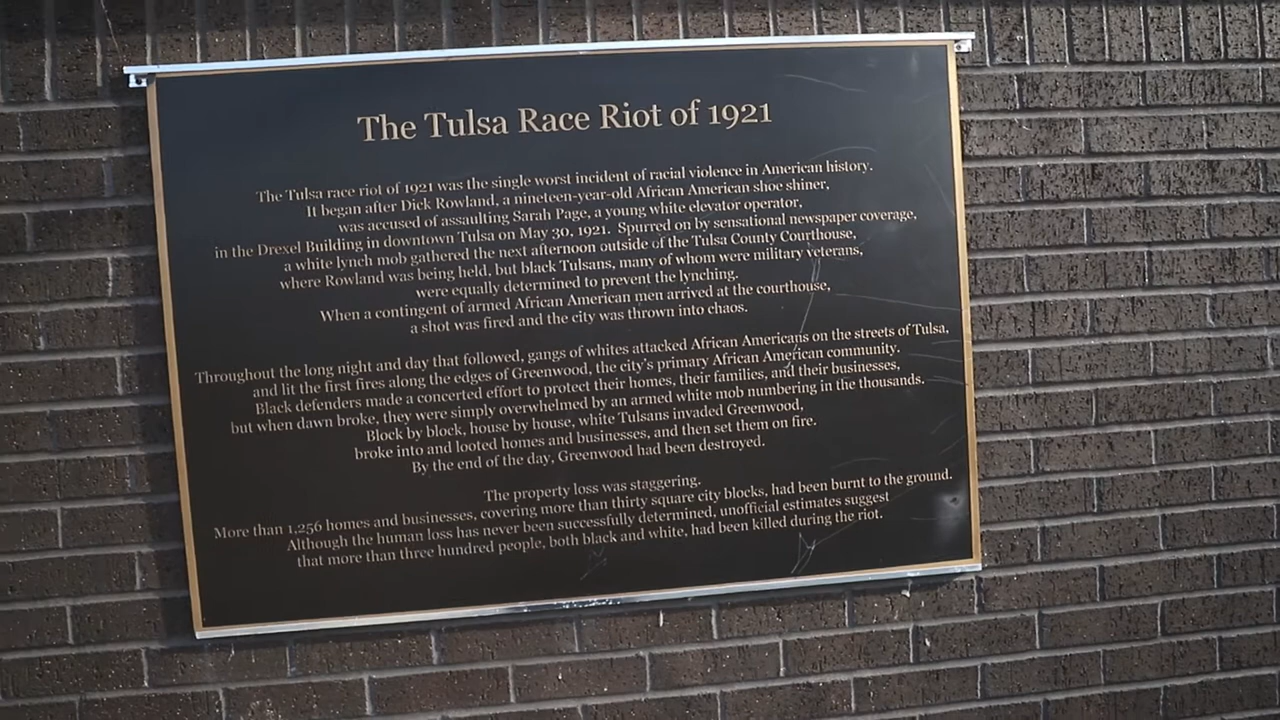 The Tulsa Race Riot of 1921
The Tulsa race riot of 1921 was the single worst incident of racial violence in American history.
It began after Dick Rowland, a nineteen-year-old African American shoe shiner,
was accused of assaulting Sarah Page, a young white elevator operator,
in the Drexel Building in downtown Tulsa on May 30, 1921. Spurred on by sensational newspaper coverage,
a white lynch mob gathered the next afternoon outside of the Tulsa County Courthouse,
where Rowland was being held, but black Tulsans, many of whom were military veterans,
were equally determined to prevent the lynching.
When a contingent of armed African American men arrived at the courthouse,
a shot was fired and the city was thrown into chaos.
Throughout the long night and day that followed, gangs of whites attacked African Americans on the streets of Tulsa,
and lit the first fires along the edges of Greenwood, the city's primary African American community.
Black defenders made a concerted effort to protect their homes, their families, and their businesses,
but when dawn broke, they were simply overwhelmed by an armed white mob numbering in the thousands.
Block by block, house by house, white Tulsans invaded Greenwood,
broke into and looted homes and businesses, and then set them on fire.
By the end of the day, Greenwood had been destroyed.
The property loss was staggering.
More than 1,256 homes and businesses, covering more than thirty square city blocks, had been burnt to the ground.
Although the human loss has never been successfully determined, unofficial estimates suggest
that more than three hundred people, both black and white, had been killed during the riot.